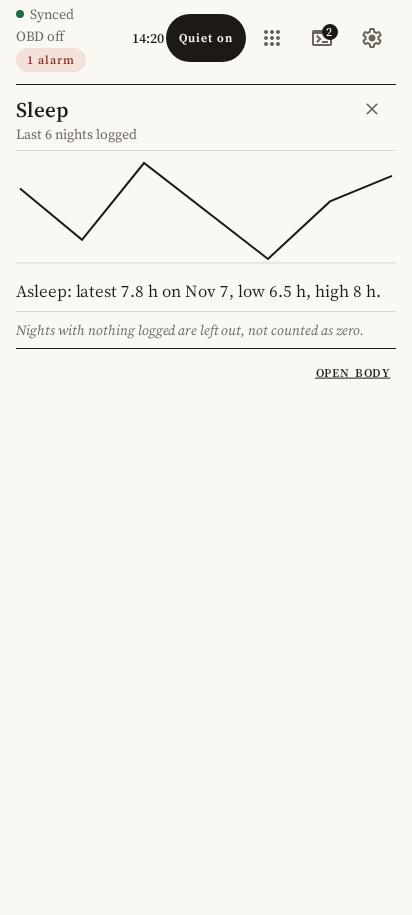 Synced
OBD off
1 alarm
14:20
Quiet on
2
Sleep
Last 6 nights logged
Asleep: latest 7.8 h on Nov 7, low 6.5 h, high 8 h.
Nights with nothing logged are left out, not counted as zero.
OPEN BODY